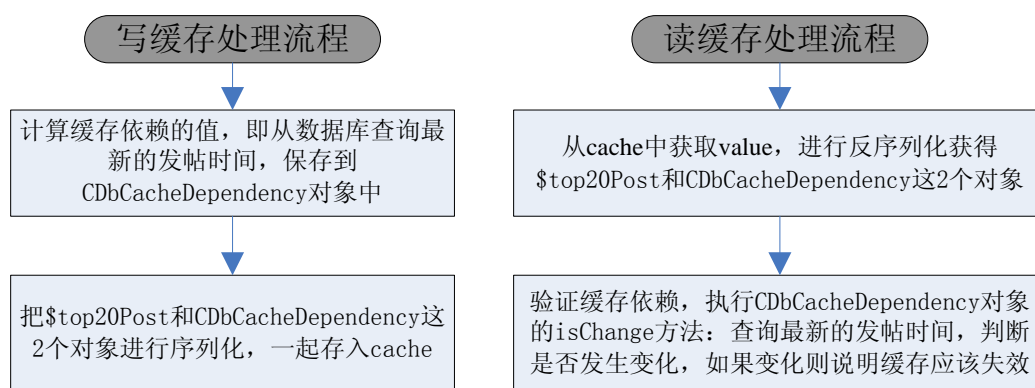 写缓存处理流程
计算缓存依赖的值，即从数据库查询最
新的发帖时间，保存到
CDbCacheDependency对象中
把$top20Post和CDbCacheDependency这
2个对象进行序列化，一起存入cache
读缓存处理流程
从cache中获取value，进行反序列化获得
$top20Post和CDbCacheDependency这2个对象
验证缓存依赖，执行CDbCacheDependency对象
的isChange方法：查询最新的发帖时间，判断
是否发生变化，如果变化则说明缓存应该失效